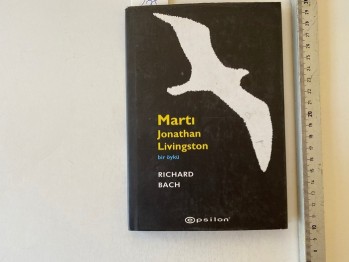 Martı
Jonathan
Livingston
bir öykü
RICHARD
BACH
epsilon